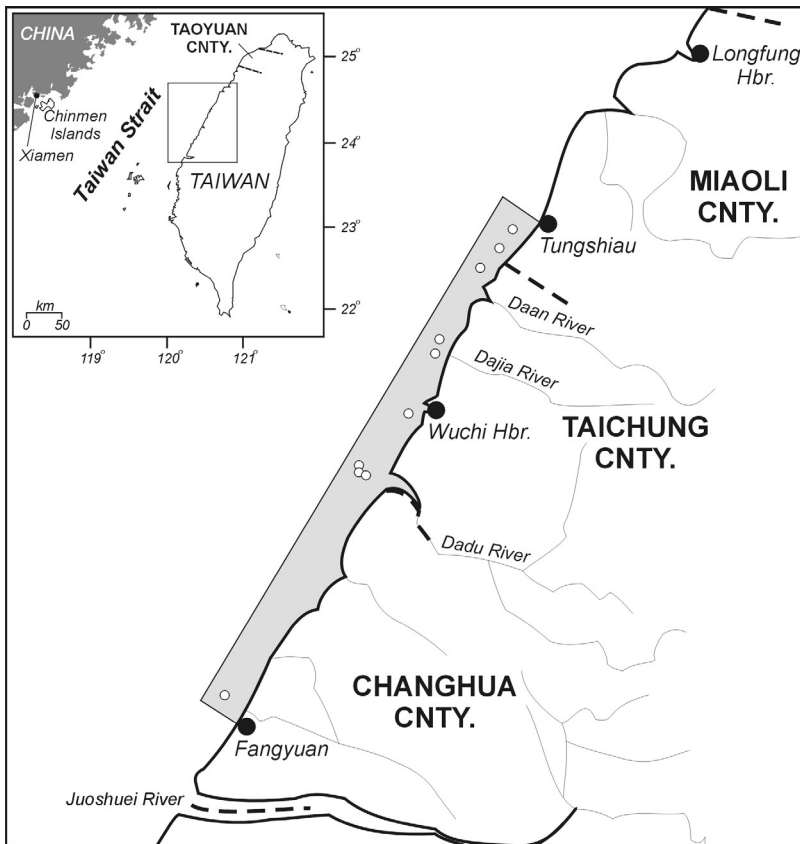 CHINA
TAOYUAN
CNTY.
25°
Chinmen
Islands
Xiamen
Taiwan Strait
24°
TAIWAN
23°
km
0 50
22°
119° 120° 121°
Longfung
Hbr.
MIAOLI
CNTY.
Tungshiau
Daan River
Dajia River
Wuchi Hbr.
TAICHUNG
CNTY.
Dadu River
CHANGHUA
CNTY.
Fangyuan
Juoshuei River